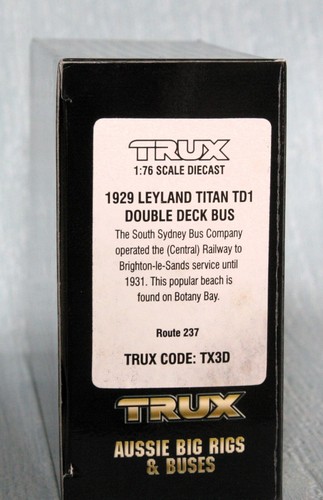 TRUX
1:76 SCALE DIECAST
1929 LEYLAND TITAN TD1
DOUBLE DECK BUS
The South Sydney Bus Company
operated the (Central) Railway to
Brighton-le-Sands service until
1931. This popular beach is
found on Botany Bay.
Route 237
TRUX CODE: TX3D
TRUX
AUSSIE BIG RIGS
& BUSES